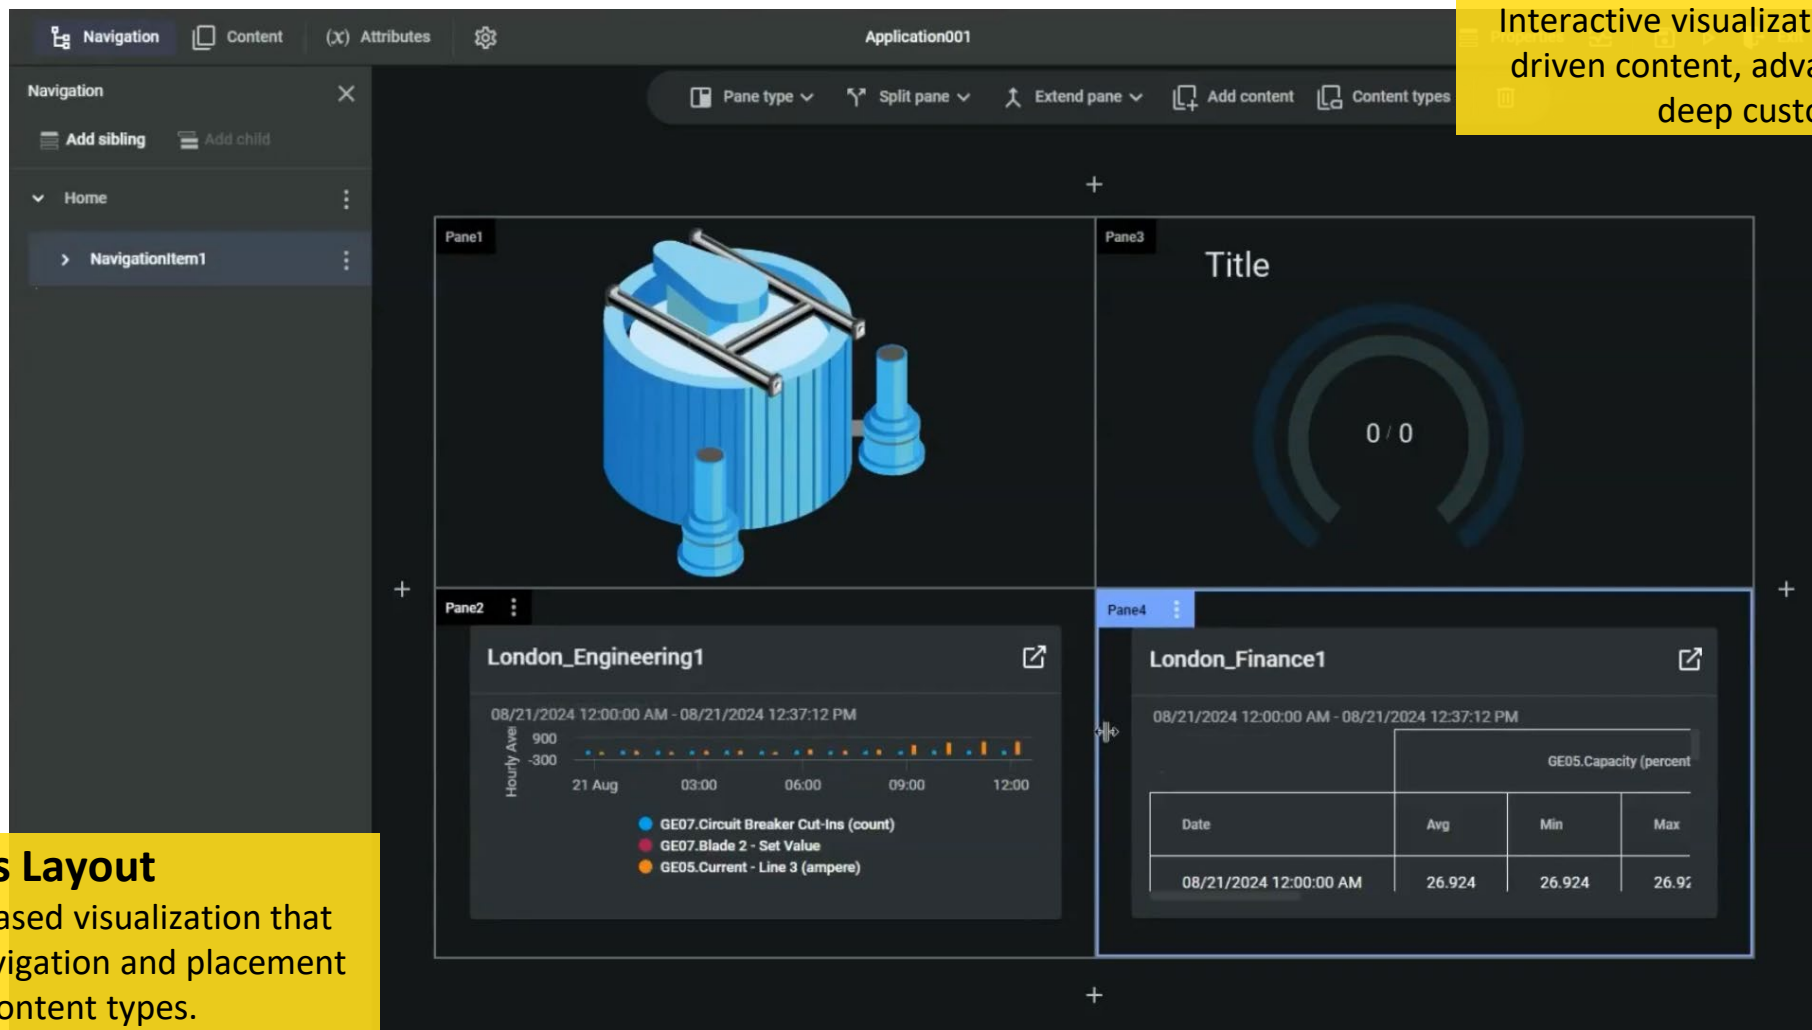 Interactive visualizat
driven content, adva
deep custo
Navigation Content (x) Attributes Application001
Navigation
Add sibling Add child
Pane type Split pane Extend pane Add content Content types
Home
NavigationItem1
Pane1
Pane3
Title
0 / 0
Pane2
London_Engineering1
08/21/2024 12:00:00 AM - 08/21/2024 12:37:12 PM
Hourly Aver
900
-300
21 Aug 03:00 06:00 09:00 12:00
GE07.Circuit Breaker Cut-Ins (count)
GE07.Blade 2 - Set Value
GE05.Current - Line 3 (ampere)
Pane4
London_Finance1
08/21/2024 12:00:00 AM - 08/21/2024 12:37:12 PM
GE05.Capacity (percent
Date Avg Min Max
08/21/2024 12:00:00 AM 26.924 26.924 26.92
s Layout
ased visualization that
vigation and placement
ontent types.